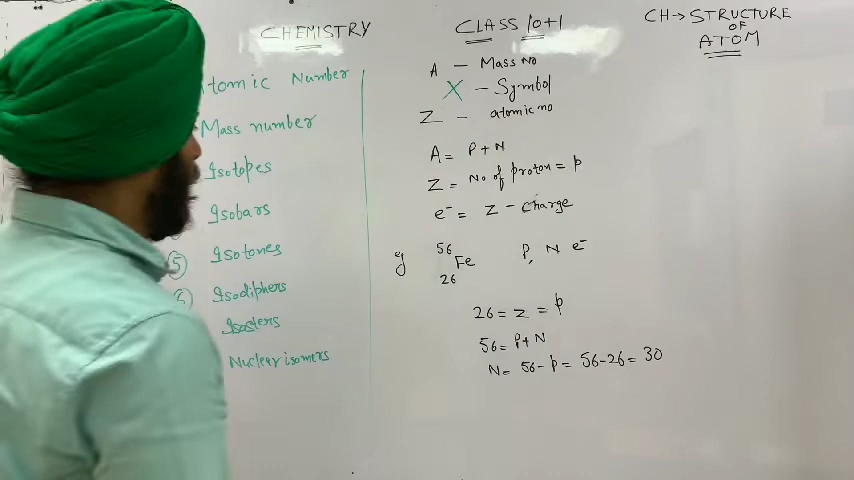 CHEMISTRY
CLASS 10+1
CH→ STRUCTURE
OF
ATOM
Atomic Number
Mass number
Isotopes
Isobars
5 Isotones
6 Isodiphers
Isosters
Nuclear isomers
A – Mass No
X – Symbol
Z – atomic no
A = P + N
Z = No of proton = p
e⁻ = Z – charge
eg 56 Fe 26 P, N e⁻
26 = Z = p
56 = P + N
N = 56 - p = 56 - 26 = 30